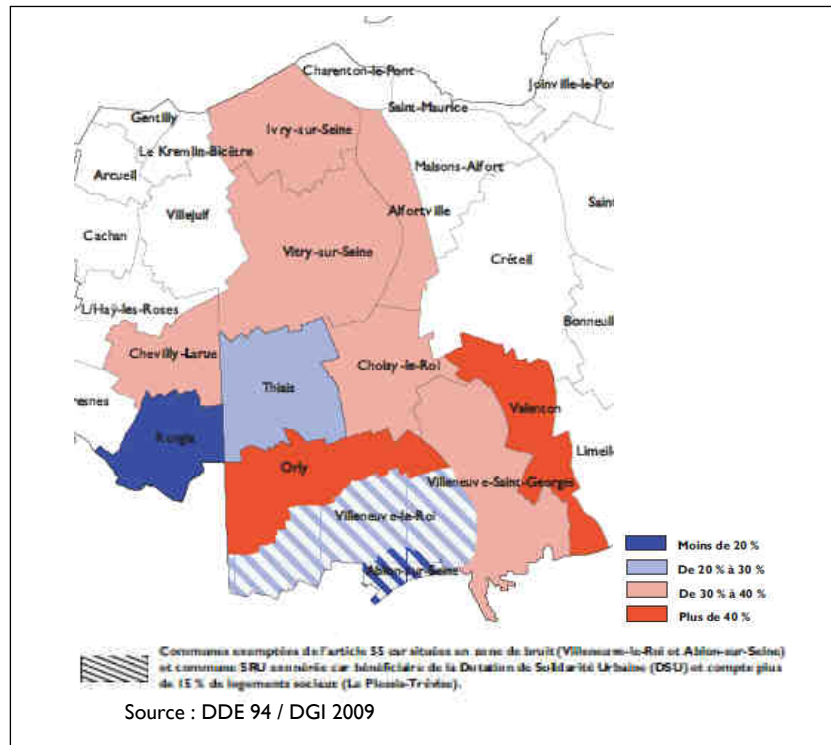 Charenton-le-Pont
Joinville-le-Pon
Saint-Maurice
Gentilly
Ivry-sur-Seine
Le Kremlin-Bicêtre
Maisons-Alfort
Arcueil
Saint
Villejuif
Alfortville
Cachan
Vitry-sur-Seine
Créteil
L'Haÿ-les-Roses
Bonneuil
Chevilly-Larue
Choisy-le-Roi
Thiais
resnes
Valenton
Rungis
Limeil
Orly
Villeneuve-Saint-Georges
Villeneuve-le-Roi
Ablon-sur-Seine
Moins de 20 %
De 20 % à 30 %
De 30 % à 40 %
Plus de 40 %
Communes exemptées de l'article 55 car situées en zone de bruit (Villeneuve-le-Roi et Ablon-sur-Seine)
et commune SRU exonérée car bénéficiaire de la Dotation de Solidarité Urbaine (DSU) et compte plus
de 15 % de logements sociaux (Le Plessis-Trévise).
Source : DDE 94 / DGI 2009